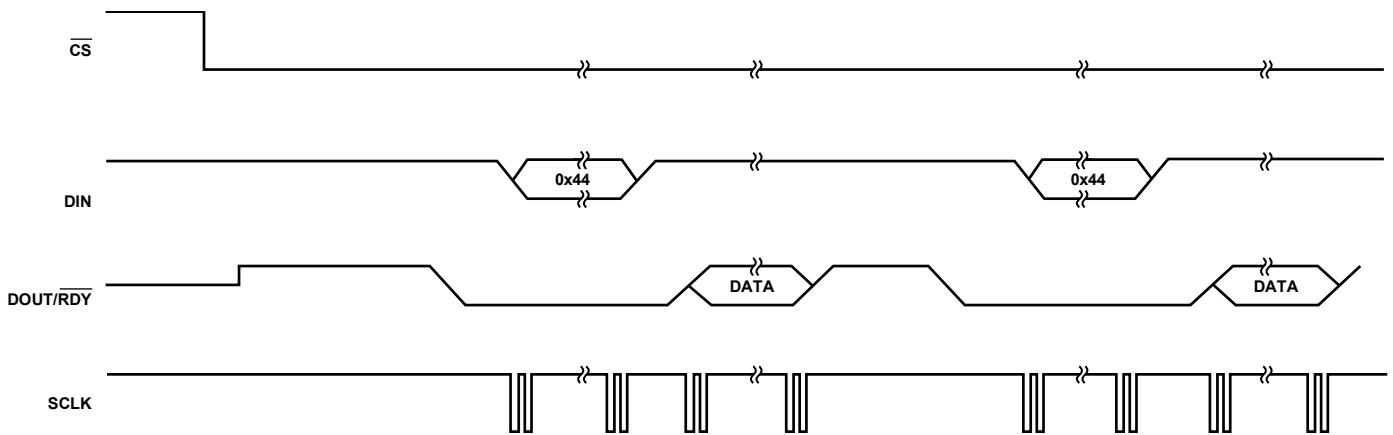 CS
DIN
0x44
0x44
DOUT/RDY
DATA
DATA
SCLK